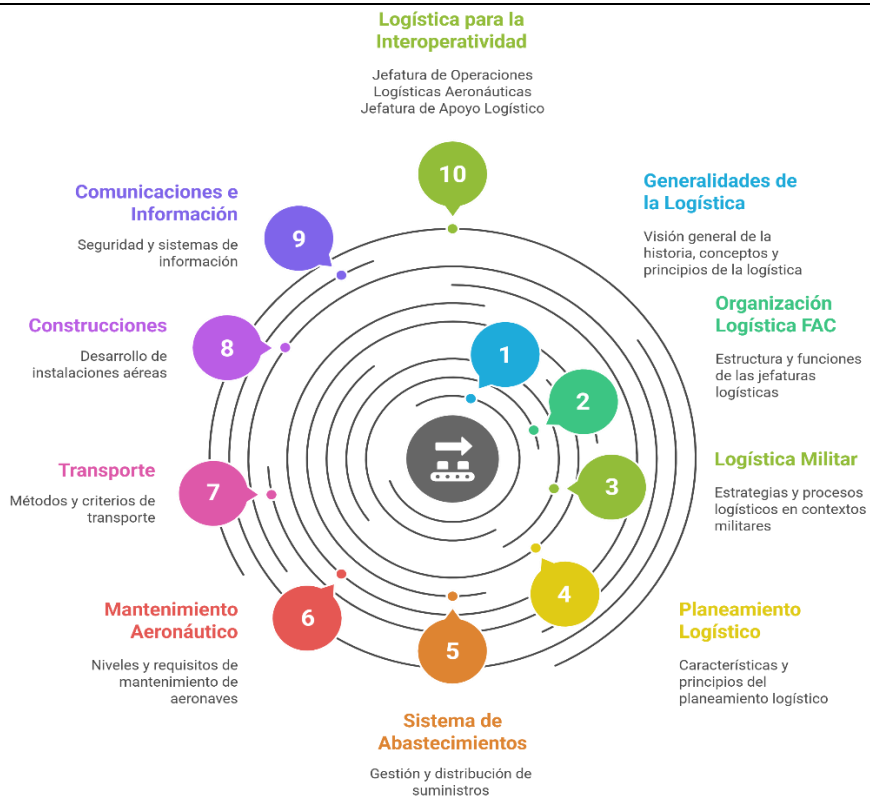 Logística para la
Interoperatividad
Jefatura de Operaciones
Logísticas Aeronáuticas
Jefatura de Apoyo Logístico
10
Generalidades de
la Logística
Visión general de la
historia, conceptos y
principios de la logística
1
Organización
Logística FAC
Estructura y funciones
de las jefaturas
logísticas
2
Logística Militar
Estrategias y procesos
logísticos en contextos
militares
3
Planeamiento
Logístico
Características y
principios del
planeamiento logístico
4
Sistema de
Abastecimientos
Gestión y distribución de
suministros
5
Mantenimiento
Aeronáutico
Niveles y requisitos de
mantenimiento de
aeronaves
6
Transporte
Métodos y criterios de
transporte
7
Construcciones
Desarrollo de
instalaciones aéreas
8
Comunicaciones e
Información
Seguridad y sistemas de
información
9